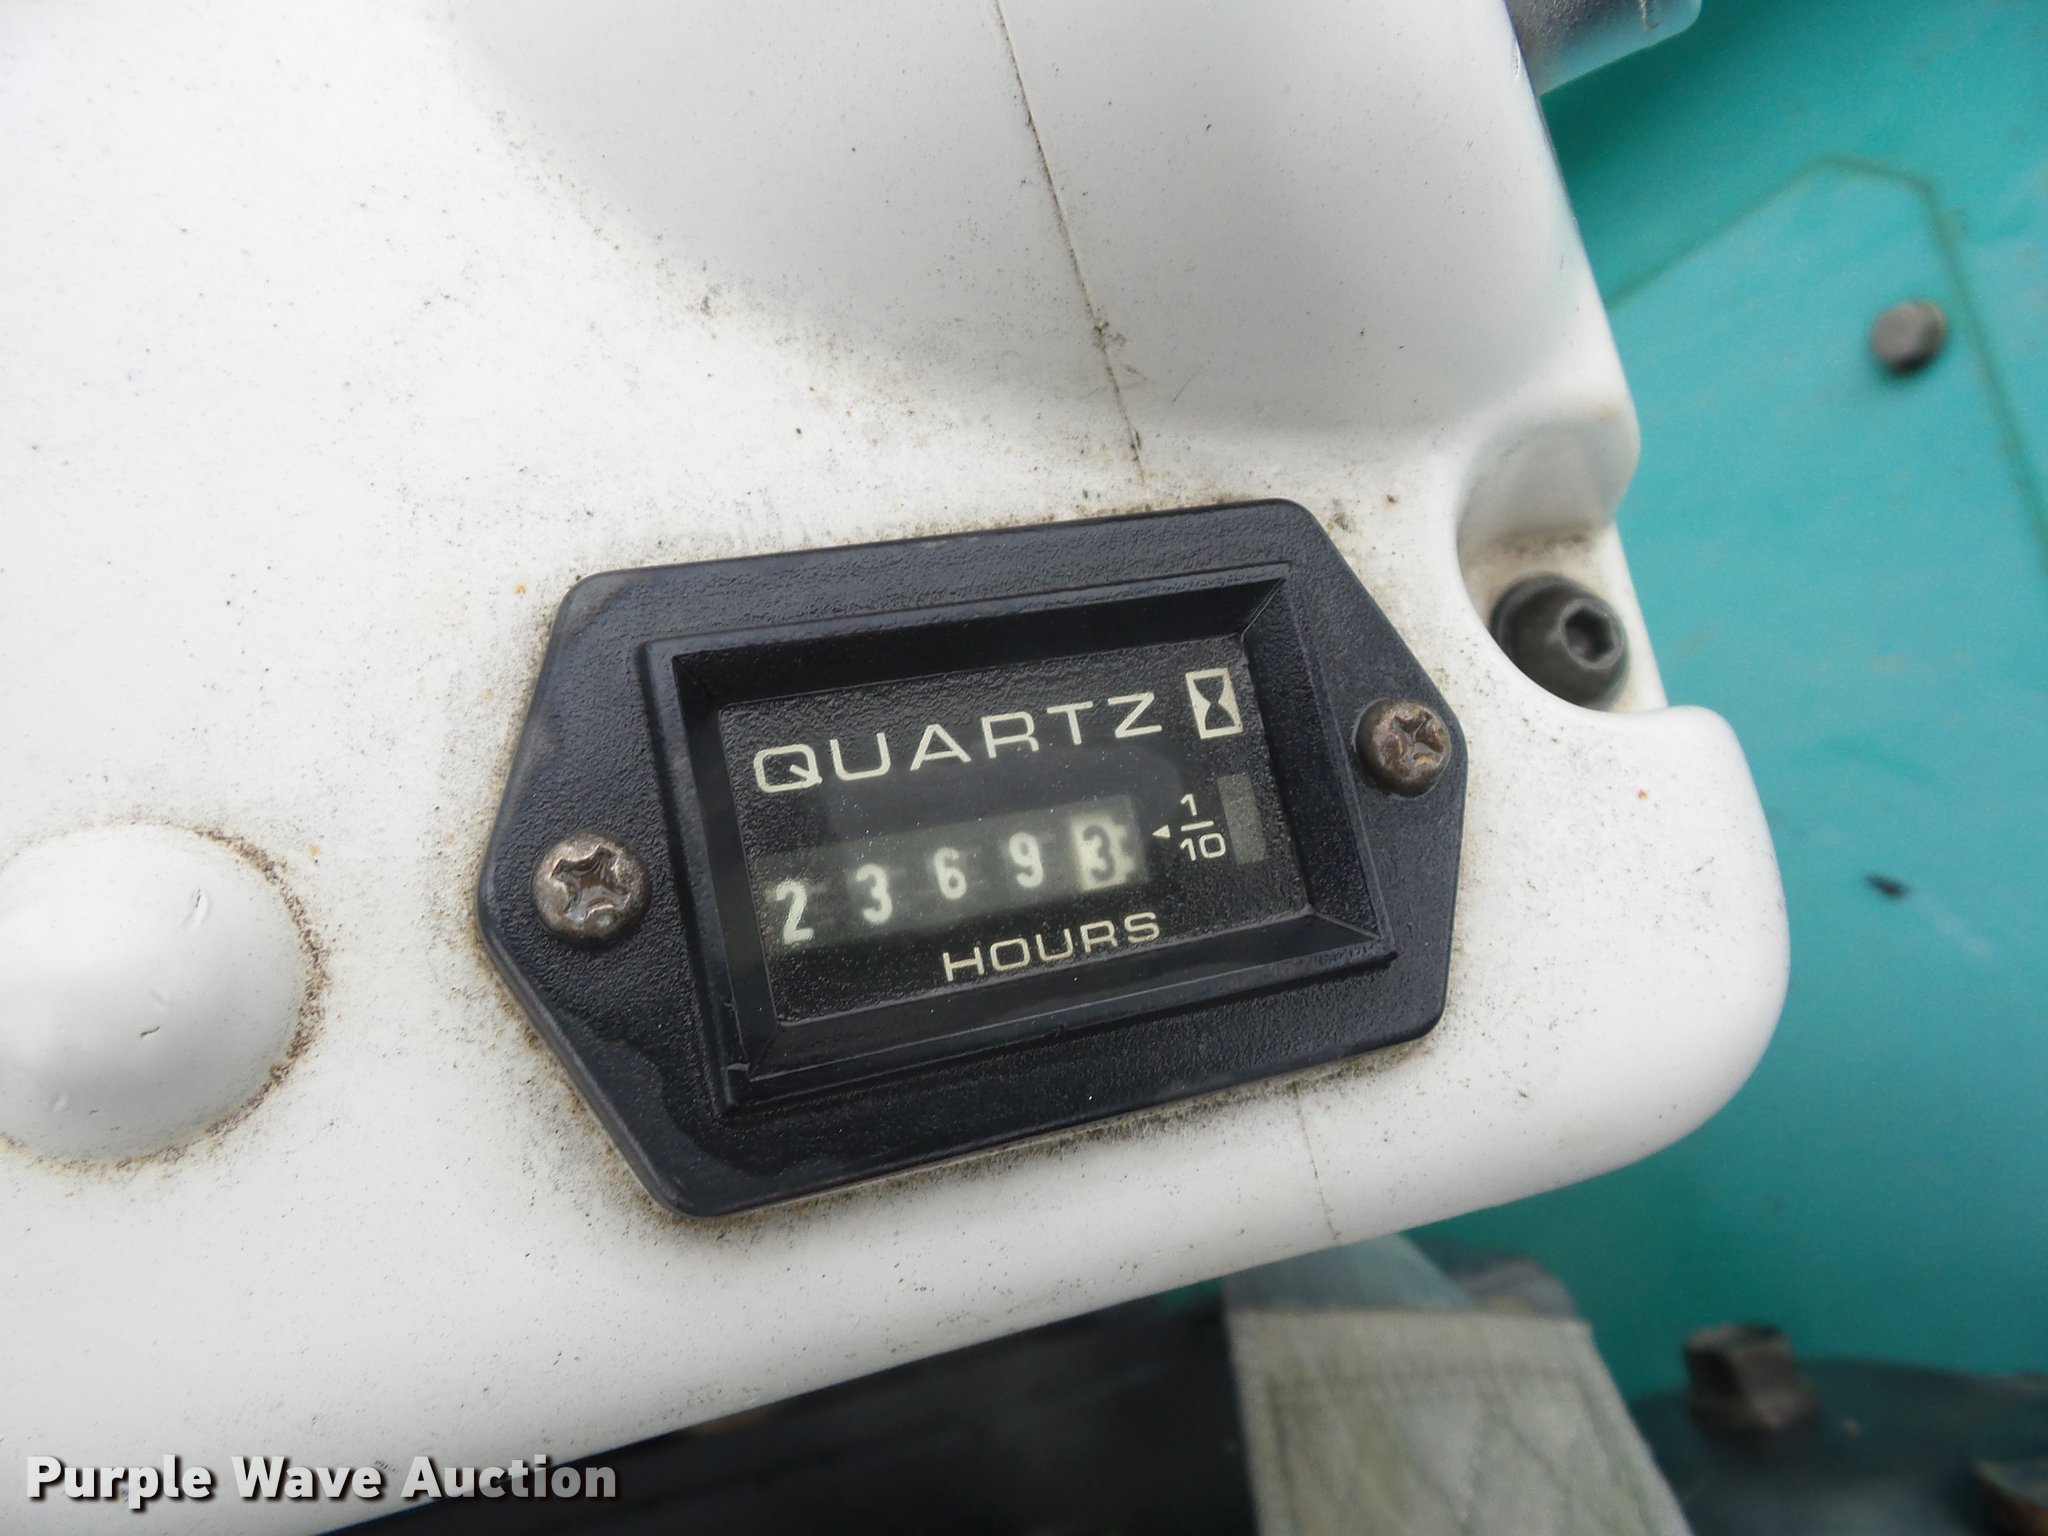 QUARTZ
23693
1
10
HOURS
Purple Wave Auction